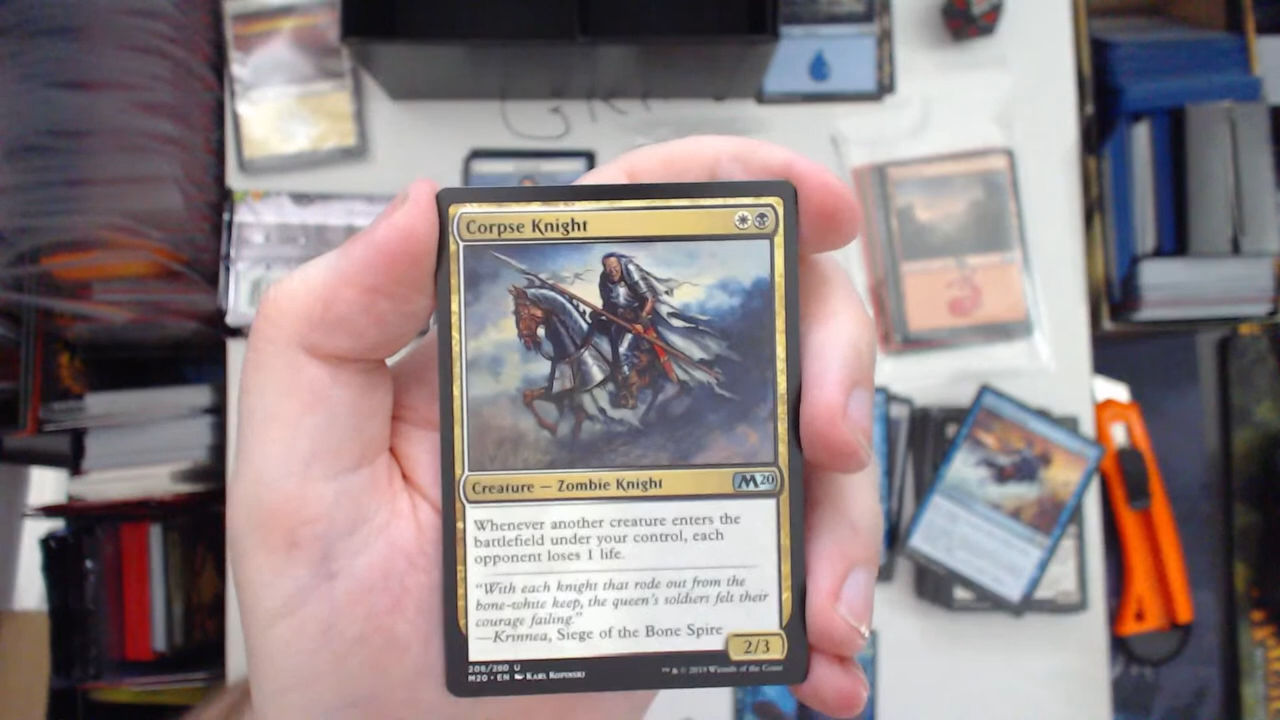 GR
Corpse Knight
Creature — Zombie Knight
M20
Whenever another creature enters the
battlefield under your control, each
opponent loses 1 life.
"With each knight that rode out from the
bone-white keep, the queen's soldiers felt their
courage failing."
—Krinnea, Siege of the Bone Spire
2/3
206/280 U
M20 • EN Karl Kopinski
™ & © 2019 Wizards of the Coast